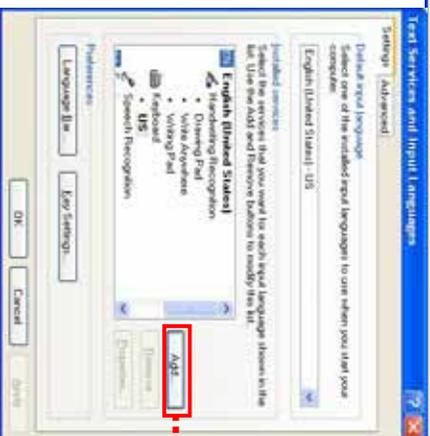 Text Services and Input Languages
Settings Advanced
Default input language
Select one of the installed input languages to use when you start your
computer.
English (United States) - US
Installed services
Select the services that you want for each input language shown in the
list. Use the Add and Remove buttons to modify this list.
English (United States)
Handwriting Recognition
• Drawing Pad
• Write Anywhere
• Writing Pad
Keyboard
• US
Speech Recognition
Add...
Remove
Properties...
Preferences
Language Bar...
Key Settings...
OK
Cancel
Apply